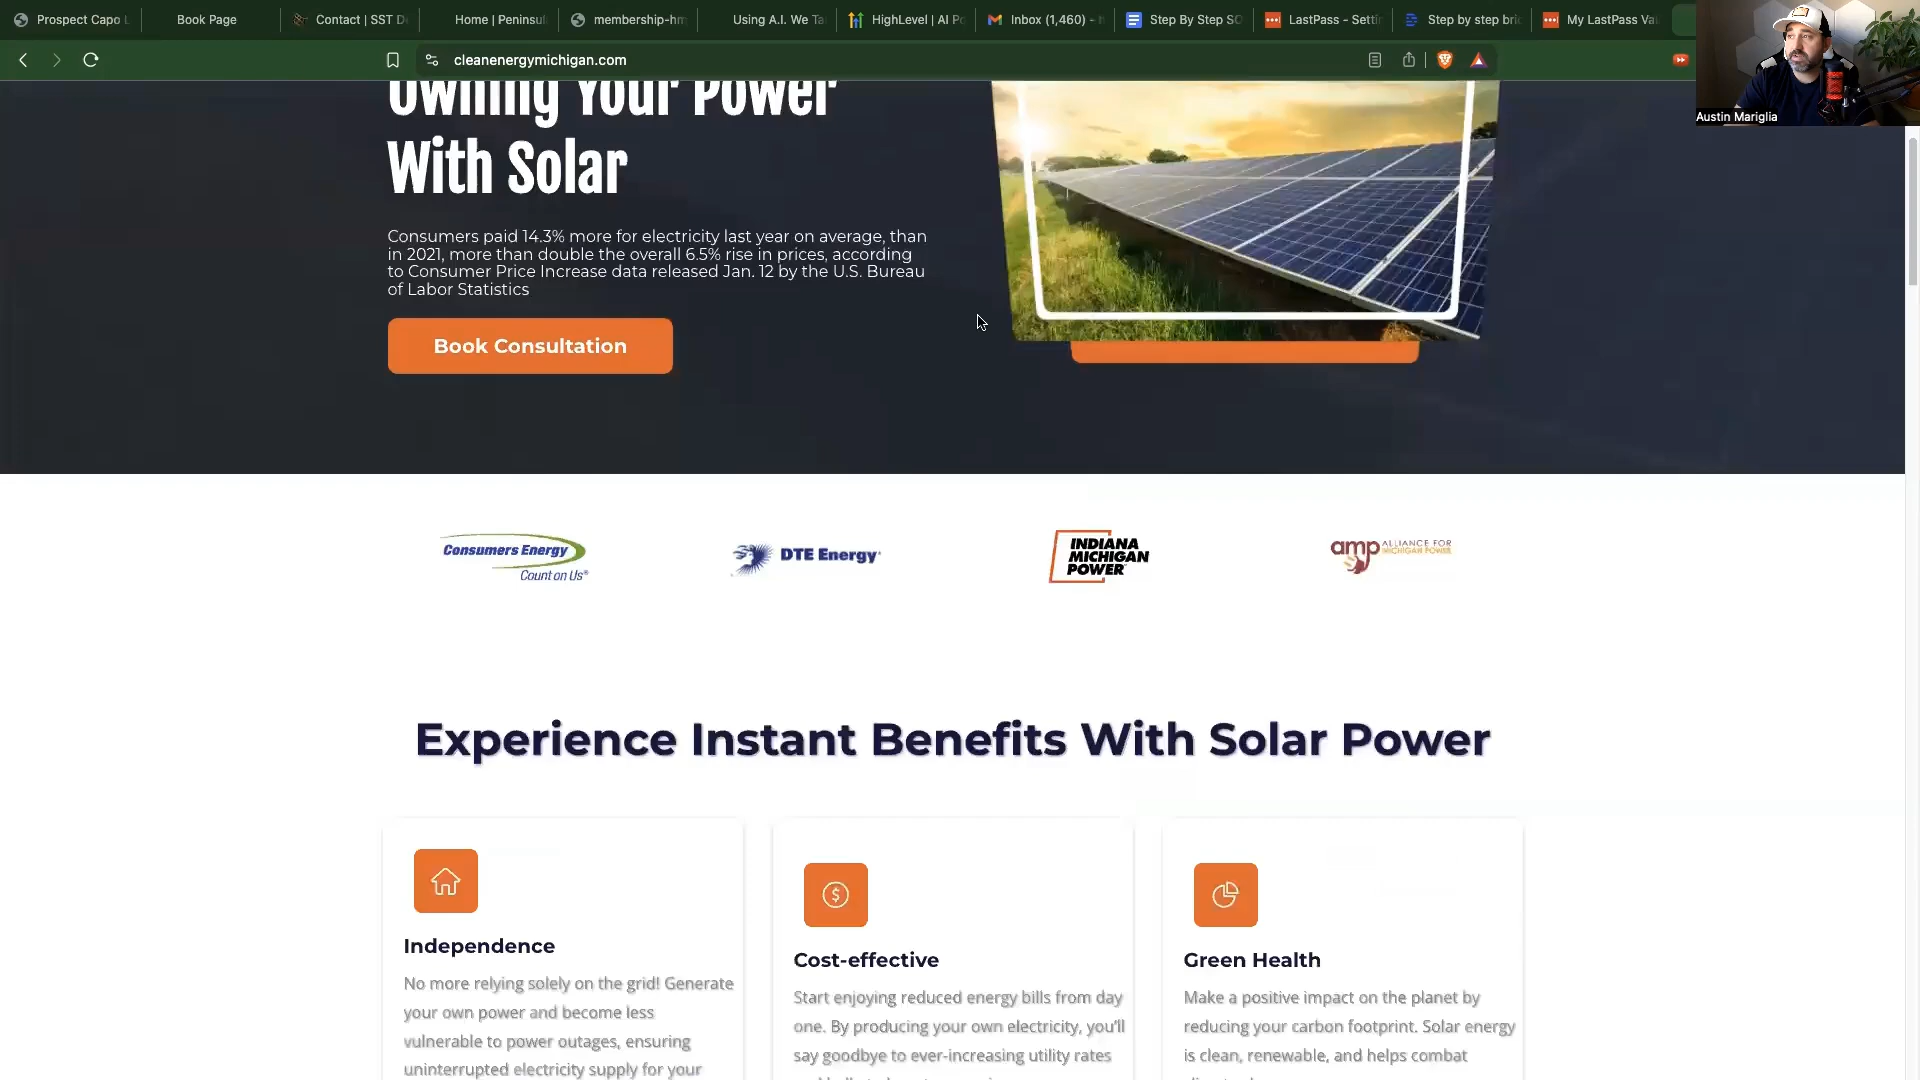 Prospect Capo L
Book Page
Contact | SST De
Home | Peninsul
membership-hm
Using A.I. We Ta
HighLevel | AI Po
Inbox (1,460) -
Step By Step SO
LastPass - Setti
Step by step bri
My LastPass Vau
cleanenergymichigan.com
Austin Mariglia
Owning Your Power
With Solar
Consumers paid 14.3% more for electricity last year on average, than
in 2021, more than double the overall 6.5% rise in prices, according
to Consumer Price Increase data released Jan. 12 by the U.S. Bureau
of Labor Statistics
Book Consultation
Consumers Energy
Count on Us®
DTE Energy®
INDIANA
MICHIGAN
POWER
amp ALLIANCE FOR
MICHIGAN POWER
Experience Instant Benefits With Solar Power
Independence
No more relying solely on the grid! Generate
your own power and become less
vulnerable to power outages, ensuring
uninterrupted electricity supply for your
Cost-effective
Start enjoying reduced energy bills from day
one. By producing your own electricity, you'll
say goodbye to ever-increasing utility rates
Green Health
Make a positive impact on the planet by
reducing your carbon footprint. Solar energy
is clean, renewable, and helps combat